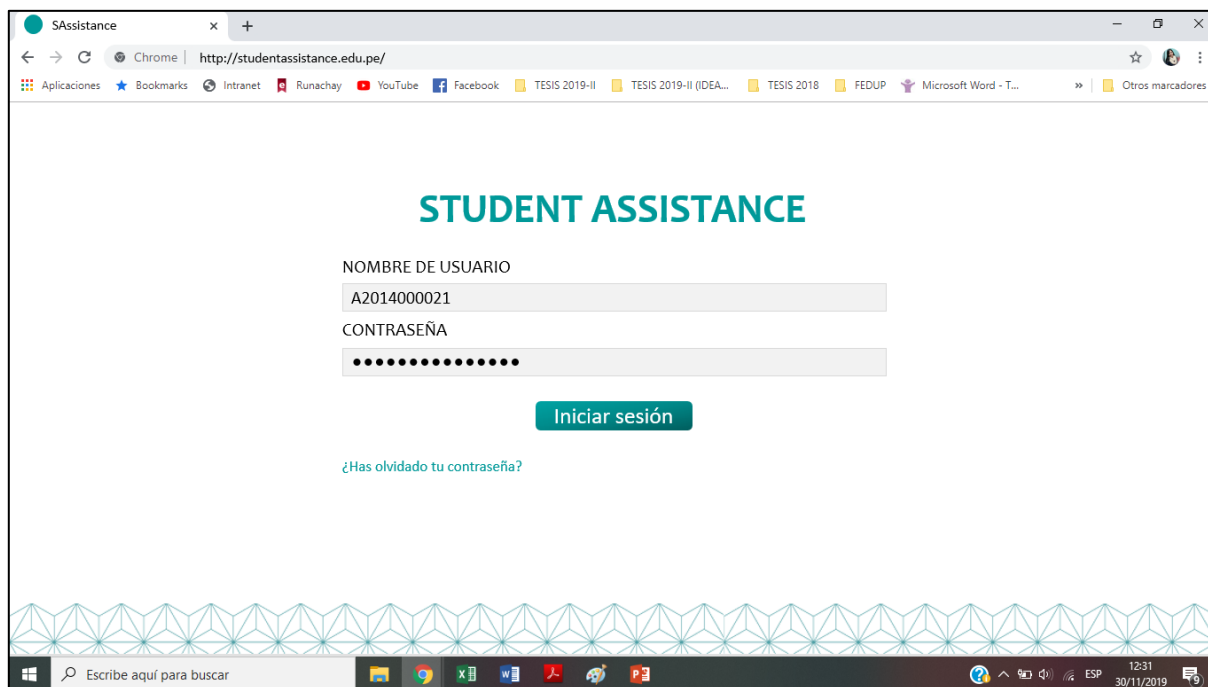 SAssistance
Chrome http://studentassistance.edu.pe/
Aplicaciones Bookmarks Intranet Runachay YouTube Facebook TESIS 2019-II TESIS 2019-II (IDEA... TESIS 2018 FEDUP Microsoft Word - T... » Otros marcadores
STUDENT ASSISTANCE
NOMBRE DE USUARIO
A2014000021
CONTRASEÑA
●●●●●●●●●●●●●●●
Iniciar sesión
¿Has olvidado tu contraseña?
Escribe aquí para buscar
ESP
12:31
30/11/2019
9